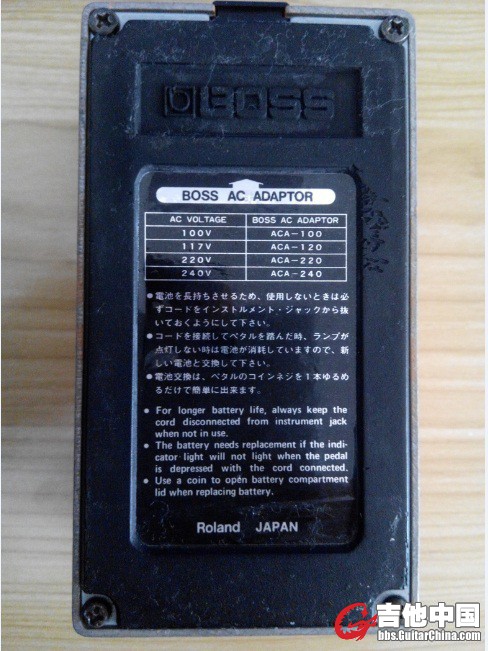 BOSS
BOSS AC ADAPTOR
AC VOLTAGE BOSS AC ADAPTOR
100V ACA-100
117V ACA-120
220V ACA-220
240V ACA-240
●電池を長持ちさせるため、使用しないときは必
ずコードをインストルメント・ジャックから抜
いておくようにして下さい。
●コードを接続してペタルを踏んだ時、ランプが
点灯しない時は電池が消耗していますので、新
しい電池と交換して下さい。
●電池交換は、ペタルのコインネジを1本ゆるめ
るだけで簡単に出来ます。
● For longer battery life, always keep the
cord disconnected from instrument jack
when not in use.
● The battery needs replacement if the indi-
cator light will not light when the pedal
is depressed with the cord connected.
● Use a coin to open battery compartment
lid when replacing battery.
Roland JAPAN
吉他中国
bbs.GuitarChina.com